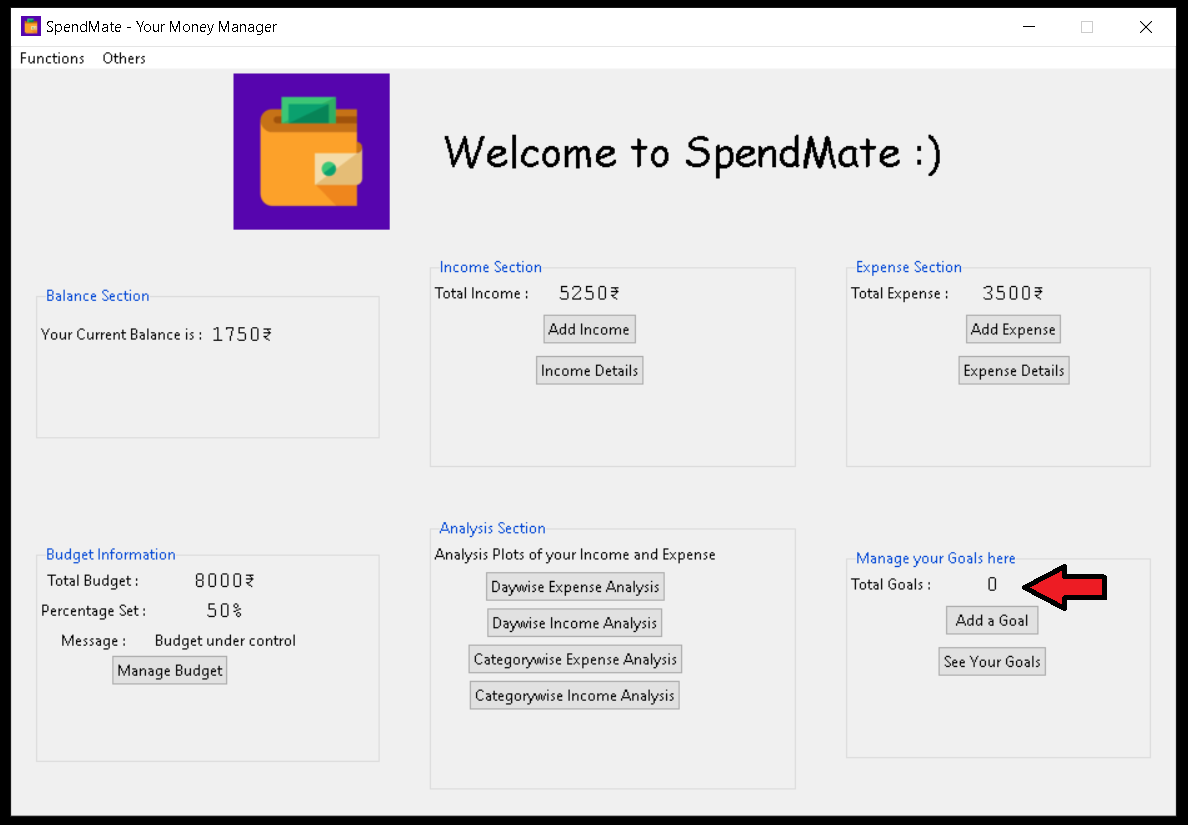 SpendMate - Your Money Manager
Functions Others
Welcome to SpendMate :)
Balance Section
Your Current Balance is : 1750₹
Income Section
Total Income : 5250₹
Add Income
Income Details
Expense Section
Total Expense : 3500₹
Add Expense
Expense Details
Budget Information
Total Budget : 8000₹
Percentage Set : 50%
Message : Budget under control
Manage Budget
Analysis Section
Analysis Plots of your Income and Expense
Daywise Expense Analysis
Daywise Income Analysis
Categorywise Expense Analysis
Categorywise Income Analysis
Manage your Goals here
Total Goals : 0
Add a Goal
See Your Goals